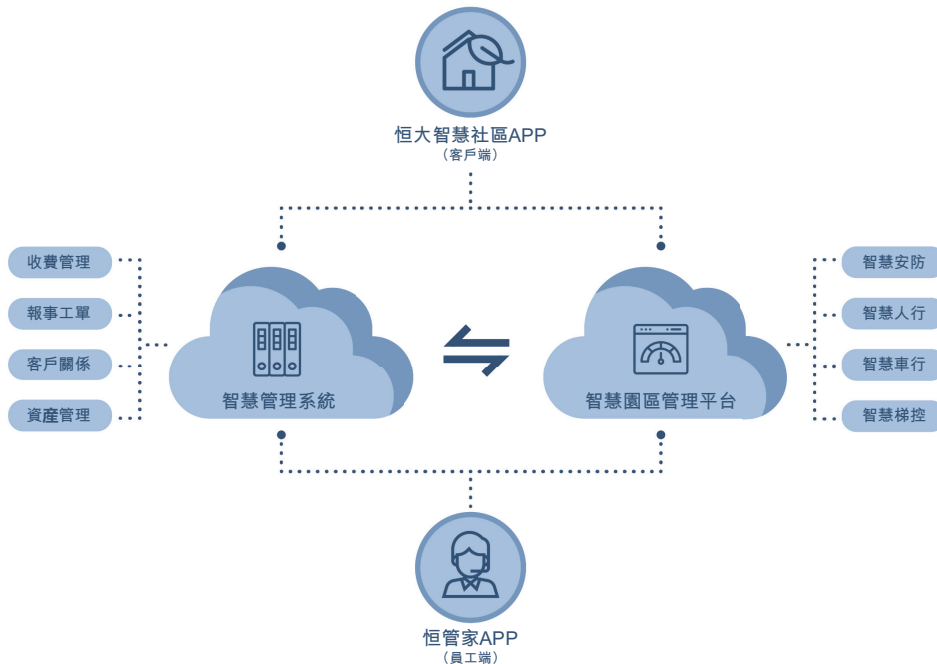 恒大智慧社區APP
（客戶端）
收費管理
報事工單
客戶關係
資產管理
智慧管理系統
智慧園區管理平台
智慧安防
智慧人行
智慧車行
智慧梯控
恒管家APP
（員工端）